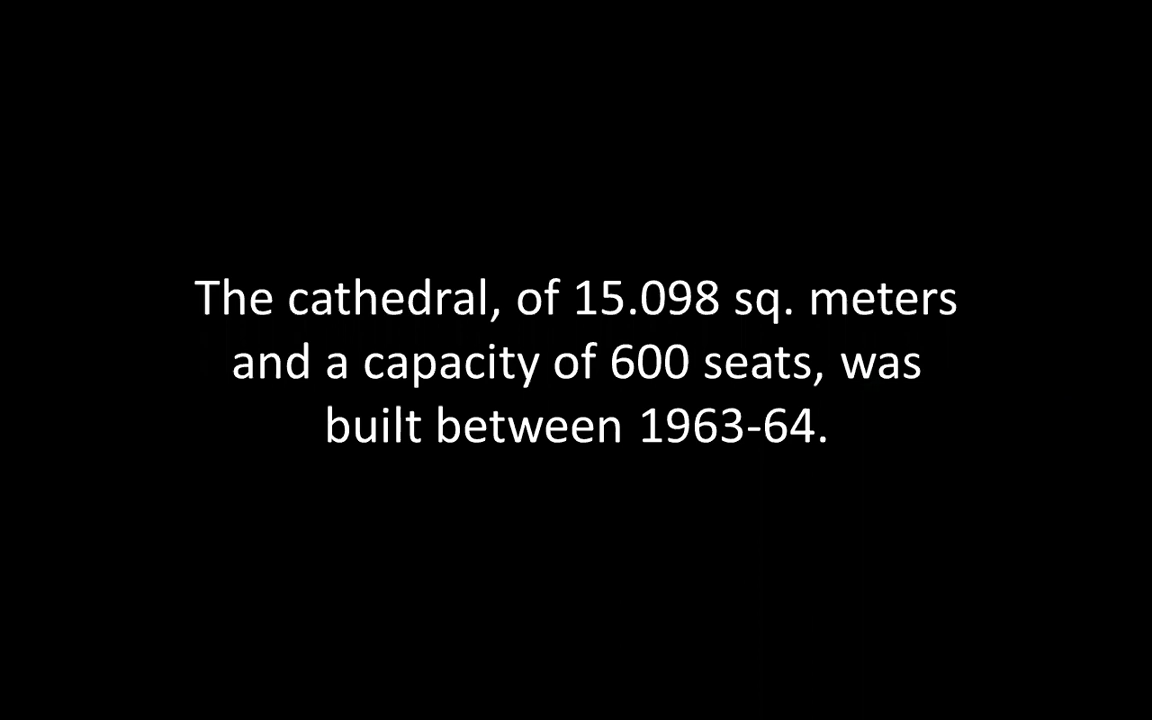 The cathedral, of 15.098 sq. meters
and a capacity of 600 seats, was
built between 1963-64.